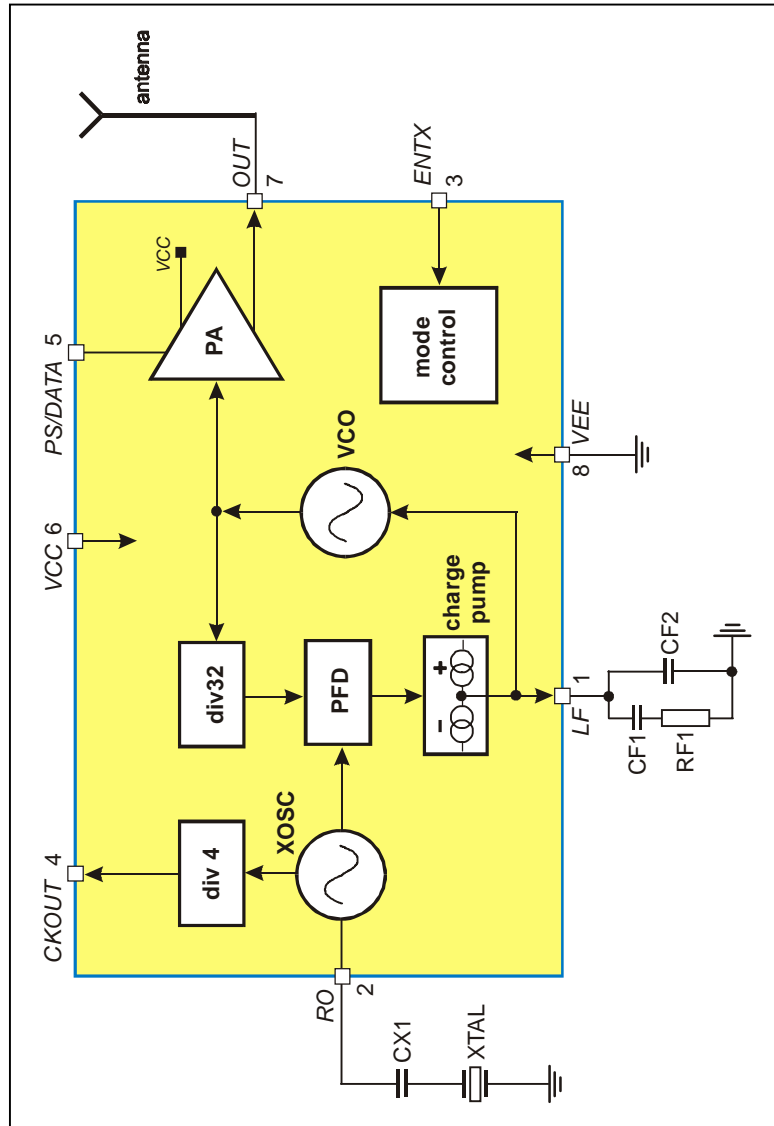 RO
2
CX1
XTAL
CKOUT 4
div 4
XOSC
div32
PFD
–
+
charge
pump
LF
1
CF1
RF1
CF2
VCC 6
VCO
PS/DATA 5
PA
VCC
mode
control
VEE
8
OUT
7
ENTX
3
antenna